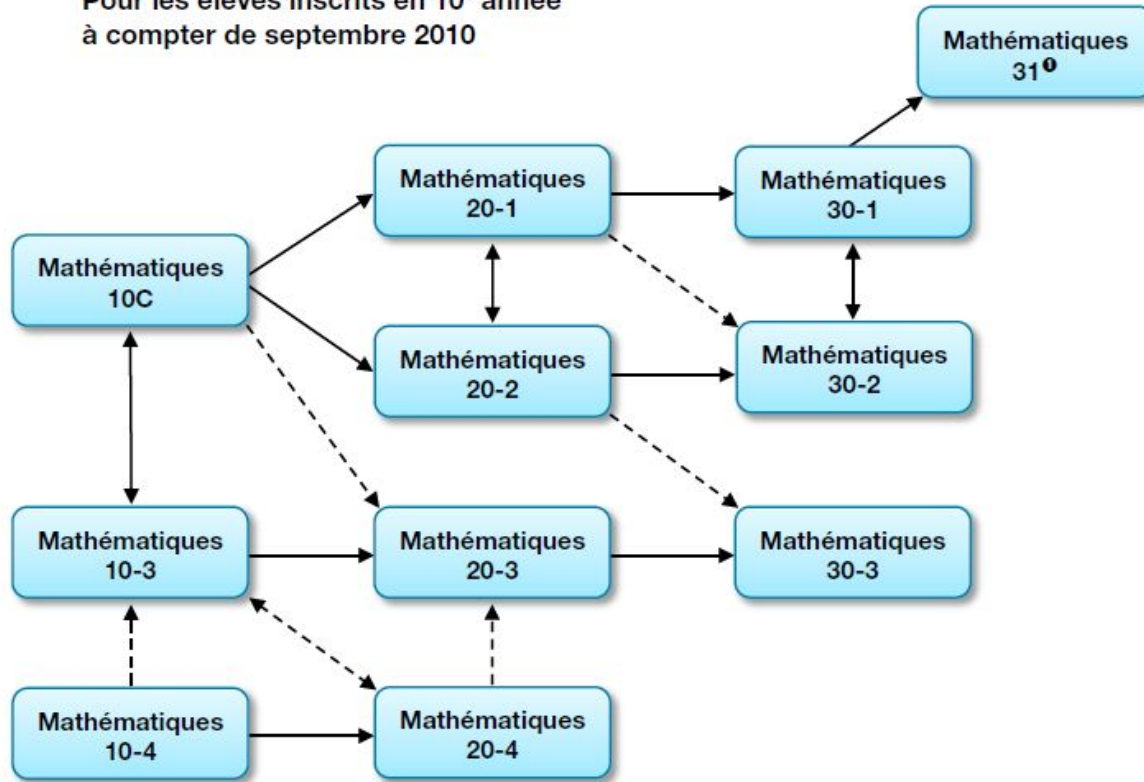 Pour les élèves inscrits en 10e année
à compter de septembre 2010
Mathématiques
31❶
Mathématiques
20-1
Mathématiques
30-1
Mathématiques
10C
Mathématiques
20-2
Mathématiques
30-2
Mathématiques
10-3
Mathématiques
20-3
Mathématiques
30-3
Mathématiques
10-4
Mathématiques
20-4